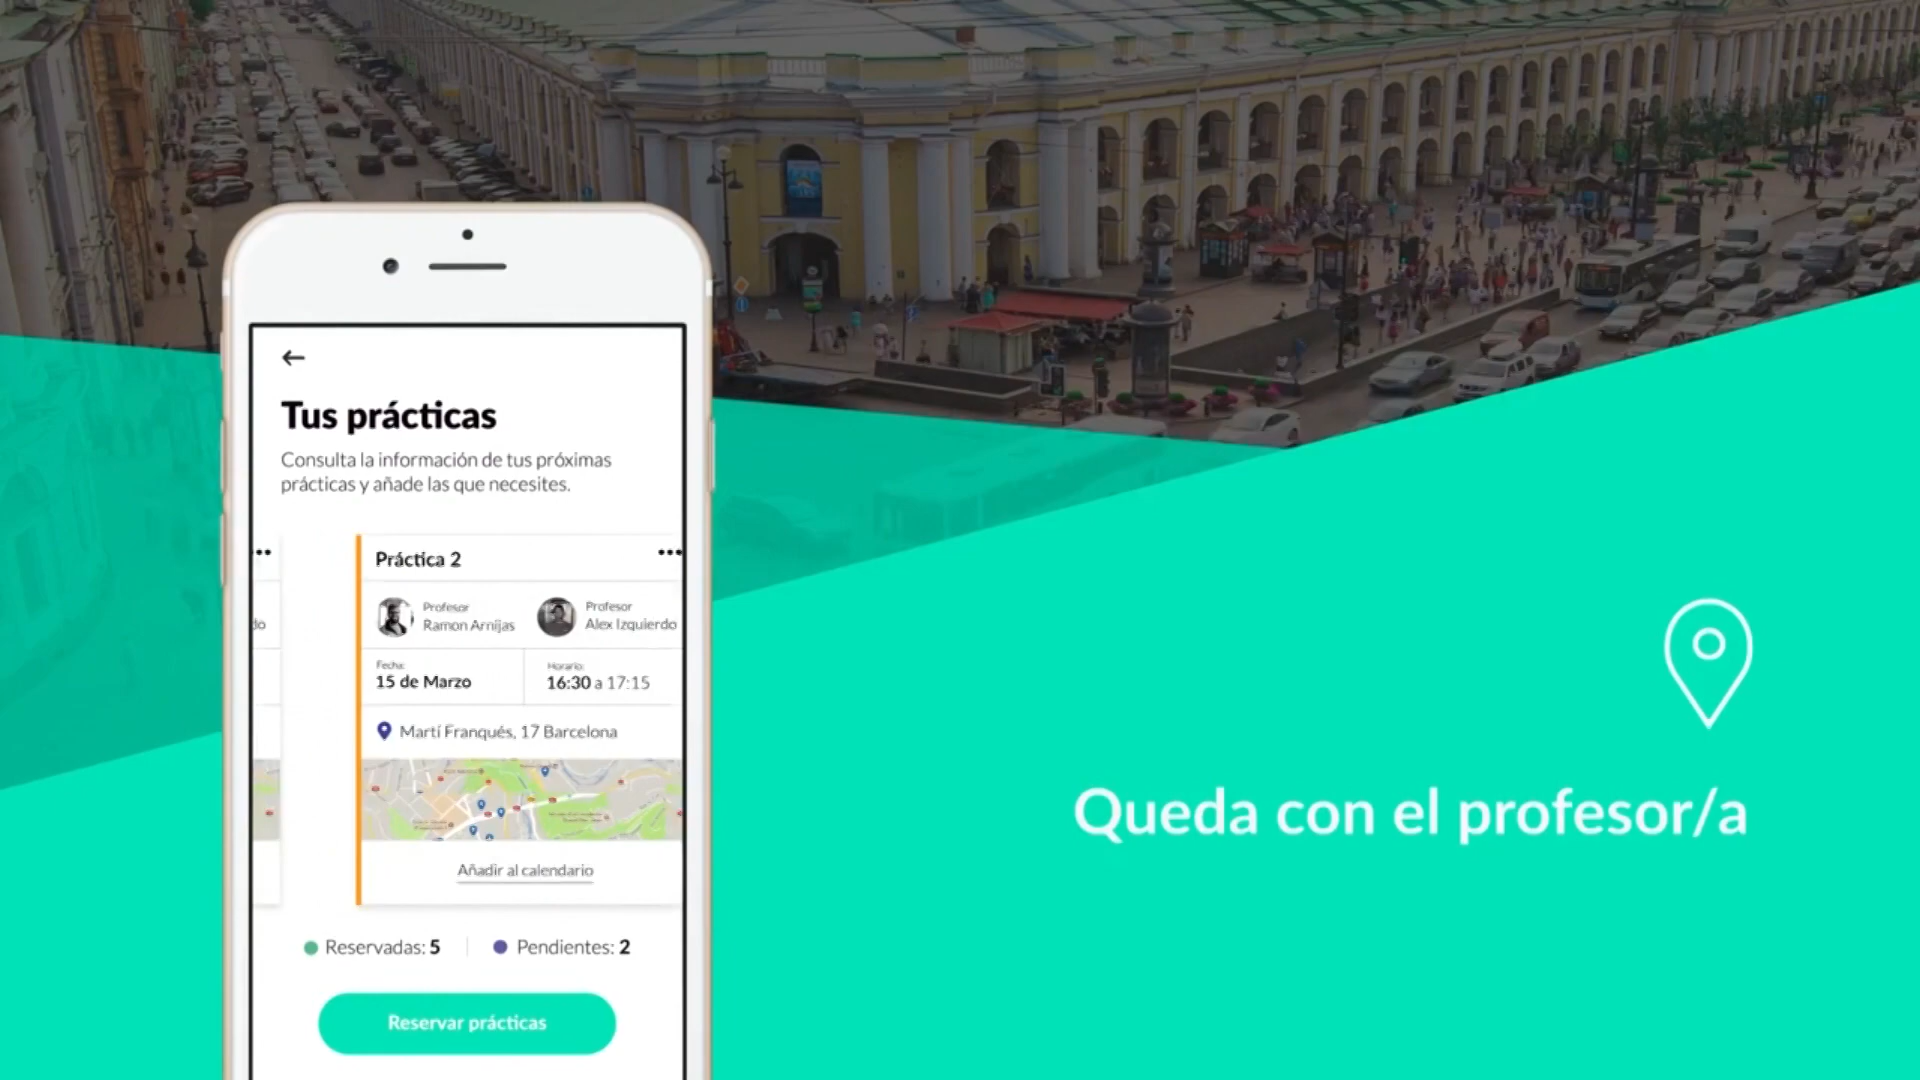 Tus prácticas
Consulta la información de tus próximas
prácticas y añade las que necesites.
Práctica 2
do
Profesor
Ramon Arnijas
Profesor
Alex Izquierdo
Fecha:
15 de Marzo
Horario:
16:30 a 17:15
Martí Franqués, 17 Barcelona
Añadir al calendario
Reservadas: 5
Pendientes: 2
Reservar prácticas
Queda con el profesor/a